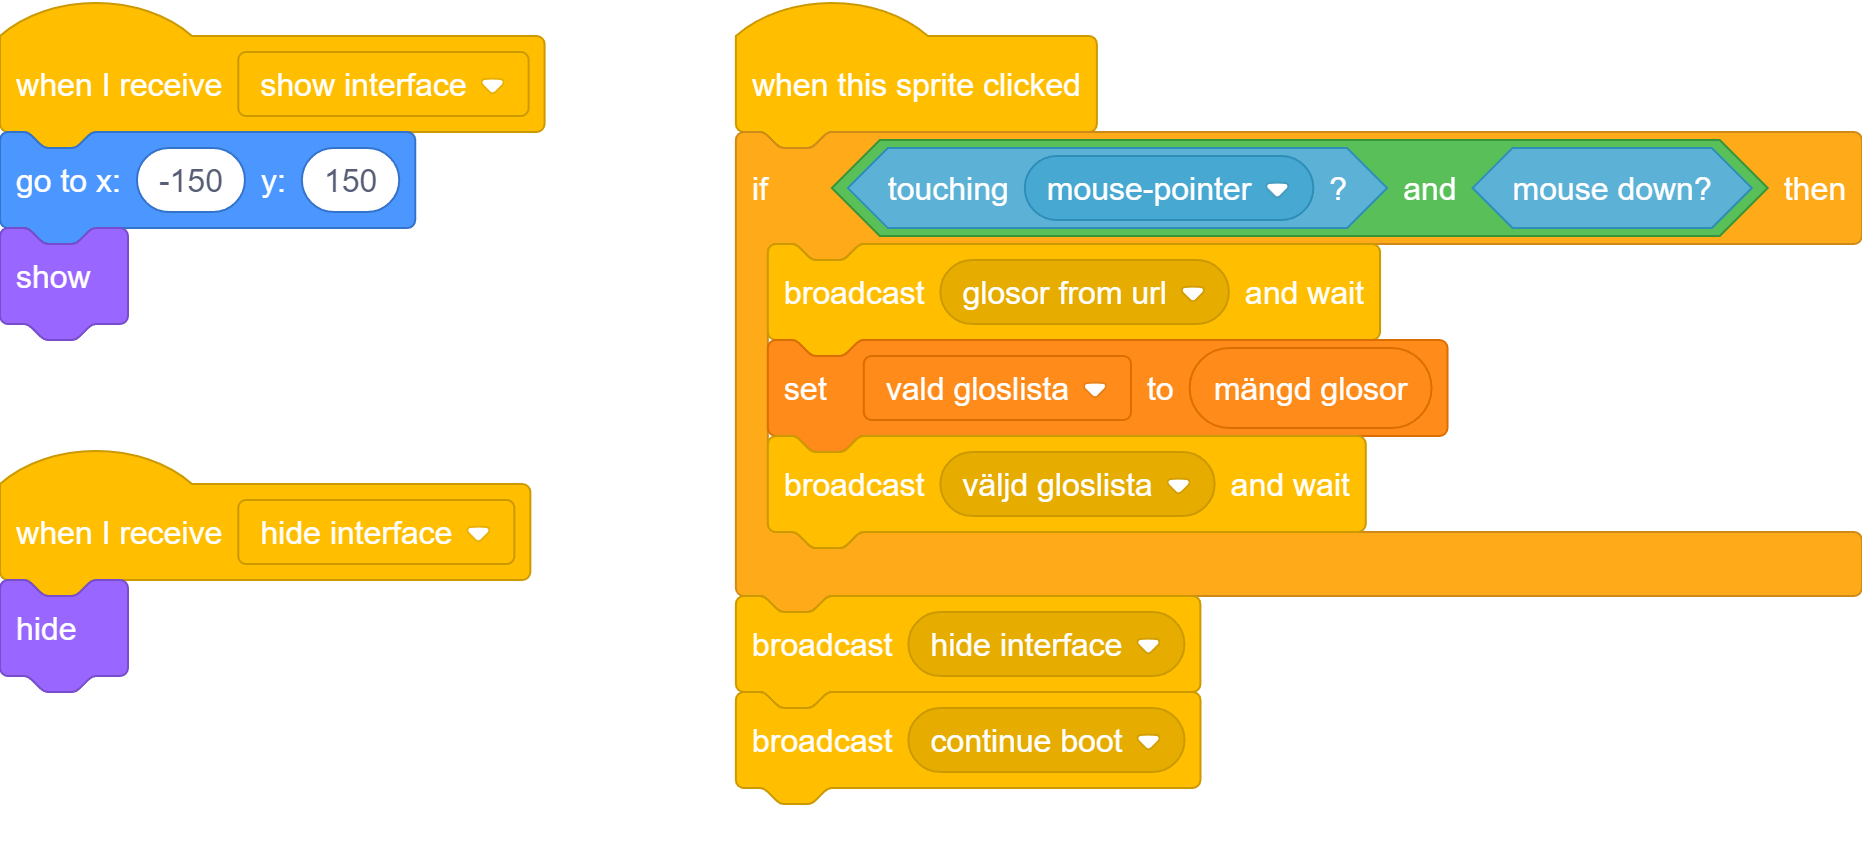 when I receive show interface
go to x: -150 y: 150
show
when I receive hide interface
hide
when this sprite clicked
if touching mouse-pointer ? and mouse down? then
broadcast glosor from url and wait
set vald gloslista to mängd glosor
broadcast väljd gloslista and wait
broadcast hide interface
broadcast continue boot